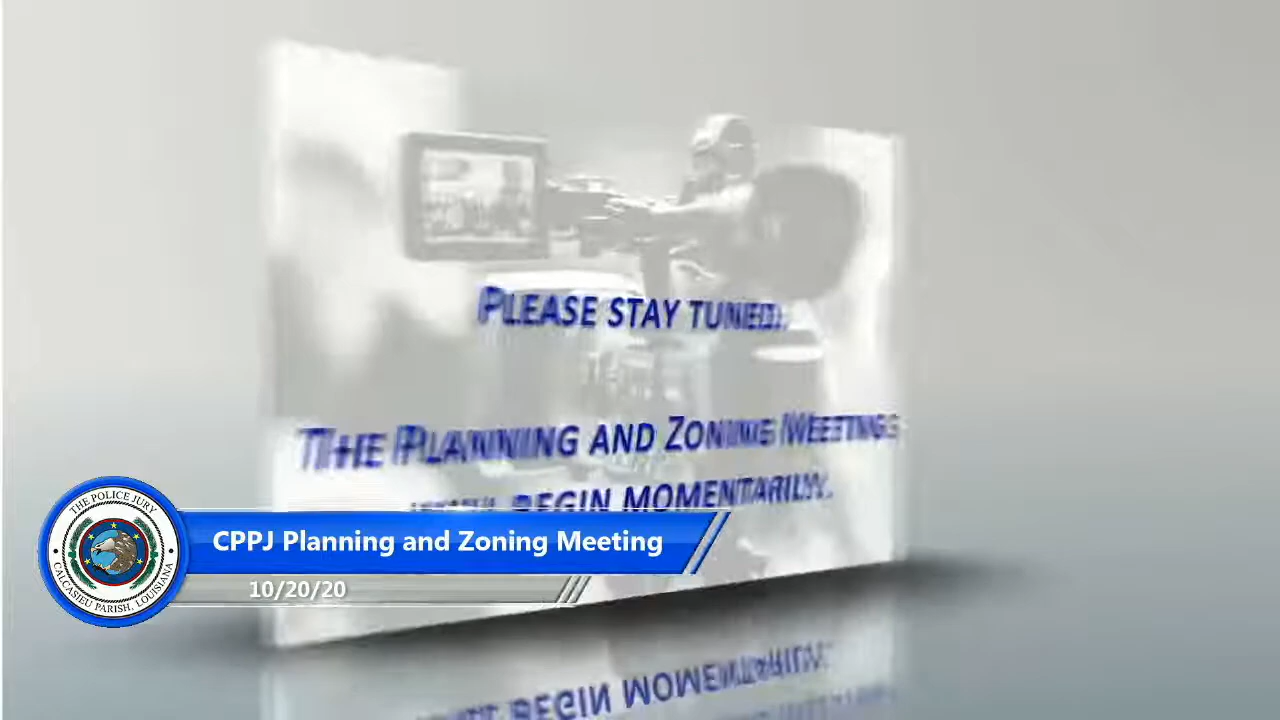 PLEASE STAY TUNED.
THE PLANNING AND ZONING MEETING
WILL BEGIN MOMENTARILY.
CPPJ Planning and Zoning Meeting
10/20/20
THE POLICE JURY
CALCASIEU PARISH, LOUISIANA